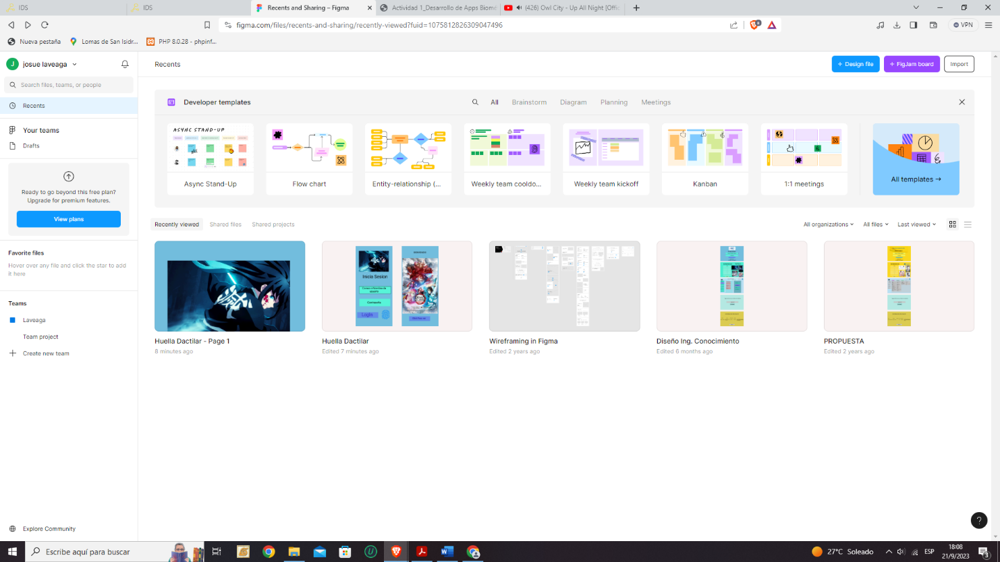 IDS
IDS
Recents and Sharing – Figma
Actividad 1_Desarrollo de Apps Biomé
(426) Owl City - Up All Night [Offic
figma.com/files/recents-and-sharing/recently-viewed?fuid=1075812826309047496
VPN
Nueva pestaña
Lomas de San Isidr...
PHP 8.0.28 - phpinf...
J
josue laveaga
Search files, teams, or people
Recents
Your teams
Drafts
Ready to go beyond this free plan?
Upgrade for premium features.
View plans
Favorite files
Hover over any file and click the star to add
it here
Teams
Laveaga
Team project
Create new team
Explore Community
Recents
+ Design file
+ FigJam board
Import
Developer templates
All
Brainstorm
Diagram
Planning
Meetings
ASYNC STAND-UP
Async Stand-Up
Flow chart
Entity-relationship (...
Weekly team cooldo...
Weekly team kickoff
Kanban
1:1 meetings
All templates →
Recently viewed
Shared files
Shared projects
All organizations
All files
Last viewed
Inicia Sesion
Contraseña
Login
Huella Dactilar - Page 1
8 minutes ago
Huella Dactilar
Edited 7 minutes ago
Wireframing in Figma
Edited 2 years ago
Diseño Ing. Conocimiento
Edited 6 months ago
PROPUESTA
Edited 2 years ago
?
Escribe aquí para buscar
27°C Soleado
ESP
18:08
21/9/2023
3